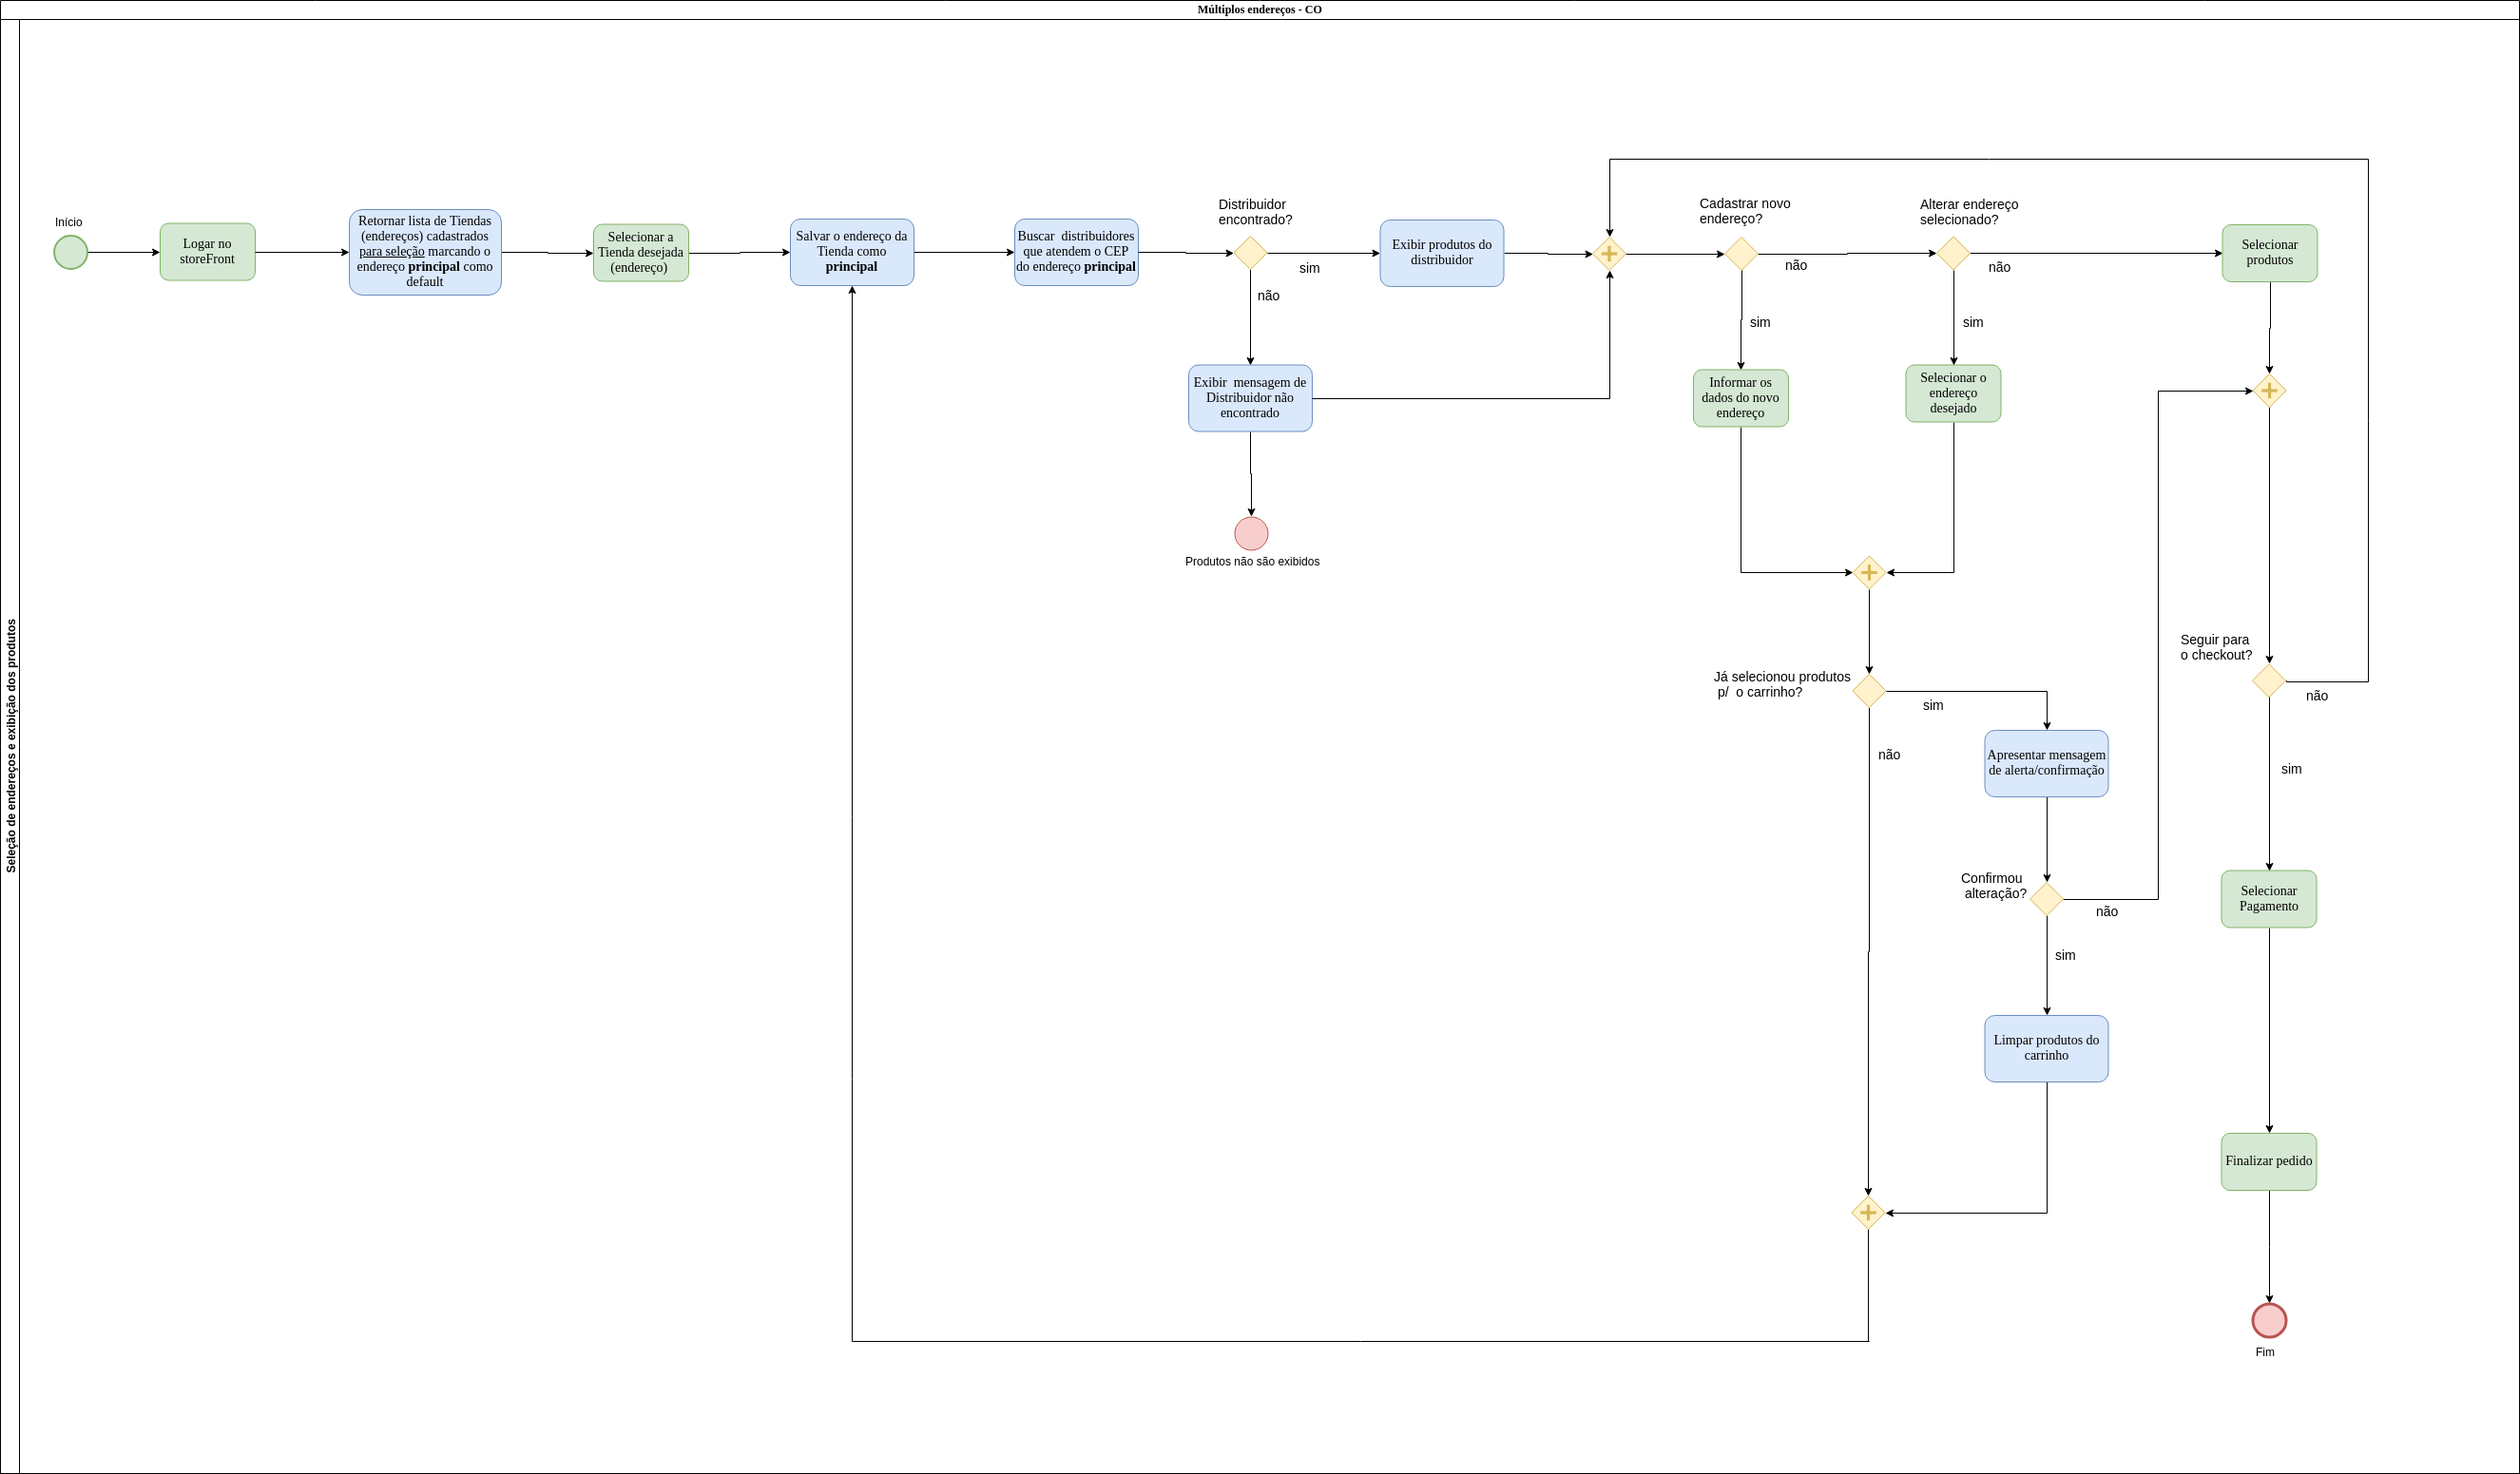 Múltiplos endereços - CO
Seleção de endereços e exibição dos produtos
Início
Logar no
storeFront
Retornar lista de Tiendas
(endereços) cadastrados
para seleção marcando o
endereço principal como
default
Selecionar a
Tienda desejada
(endereço)
Salvar o endereço da
Tienda como
principal
Buscar distribuidores
que atendem o CEP
do endereço principal
Distribuidor
encontrado?
sim
não
Exibir mensagem de
Distribuidor não
encontrado
Produtos não são exibidos
Exibir produtos do
distribuidor
Cadastrar novo
endereço?
não
sim
Informar os
dados do novo
endereço
Alterar endereço
selecionado?
não
sim
Selecionar o
endereço
desejado
Selecionar
produtos
Já selecionou produtos
p/ o carrinho?
sim
não
Apresentar mensagem
de alerta/confirmação
Confirmou
alteração?
não
sim
Limpar produtos do
carrinho
Seguir para
o checkout?
não
sim
Selecionar
Pagamento
Finalizar pedido
Fim